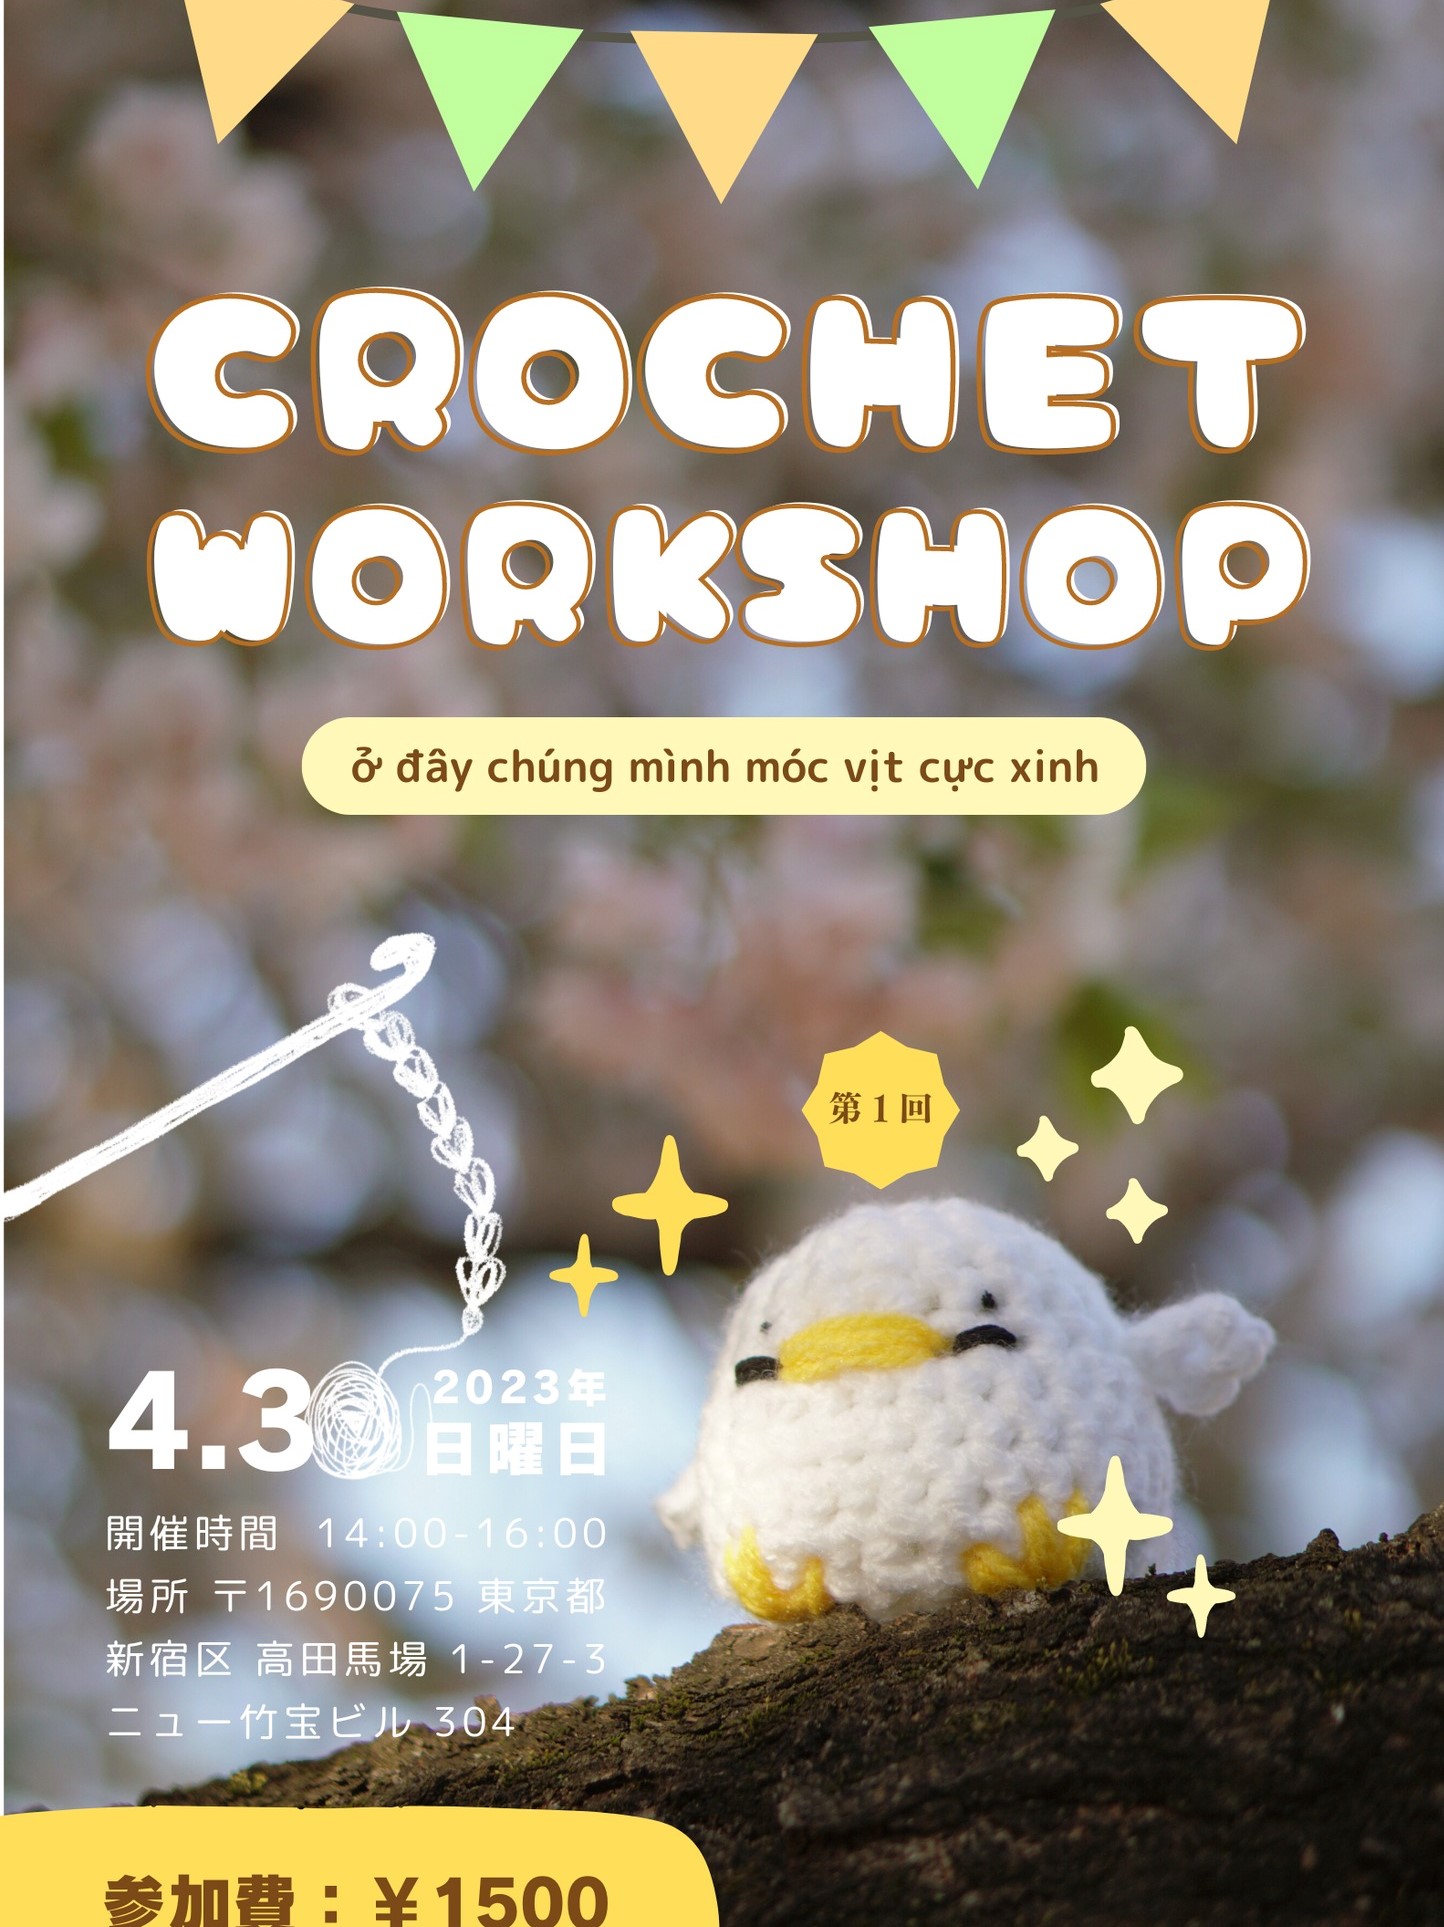 CROCHET
WORKSHOP
ở đây chúng mình móc vịt cực xinh
第1回
4.30
2023年
日曜日
開催時間 14:00-16:00
場所 〒1690075 東京都
新宿区 高田馬場 1-27-3
ニュー竹宝ビル 304
参加費：¥1500